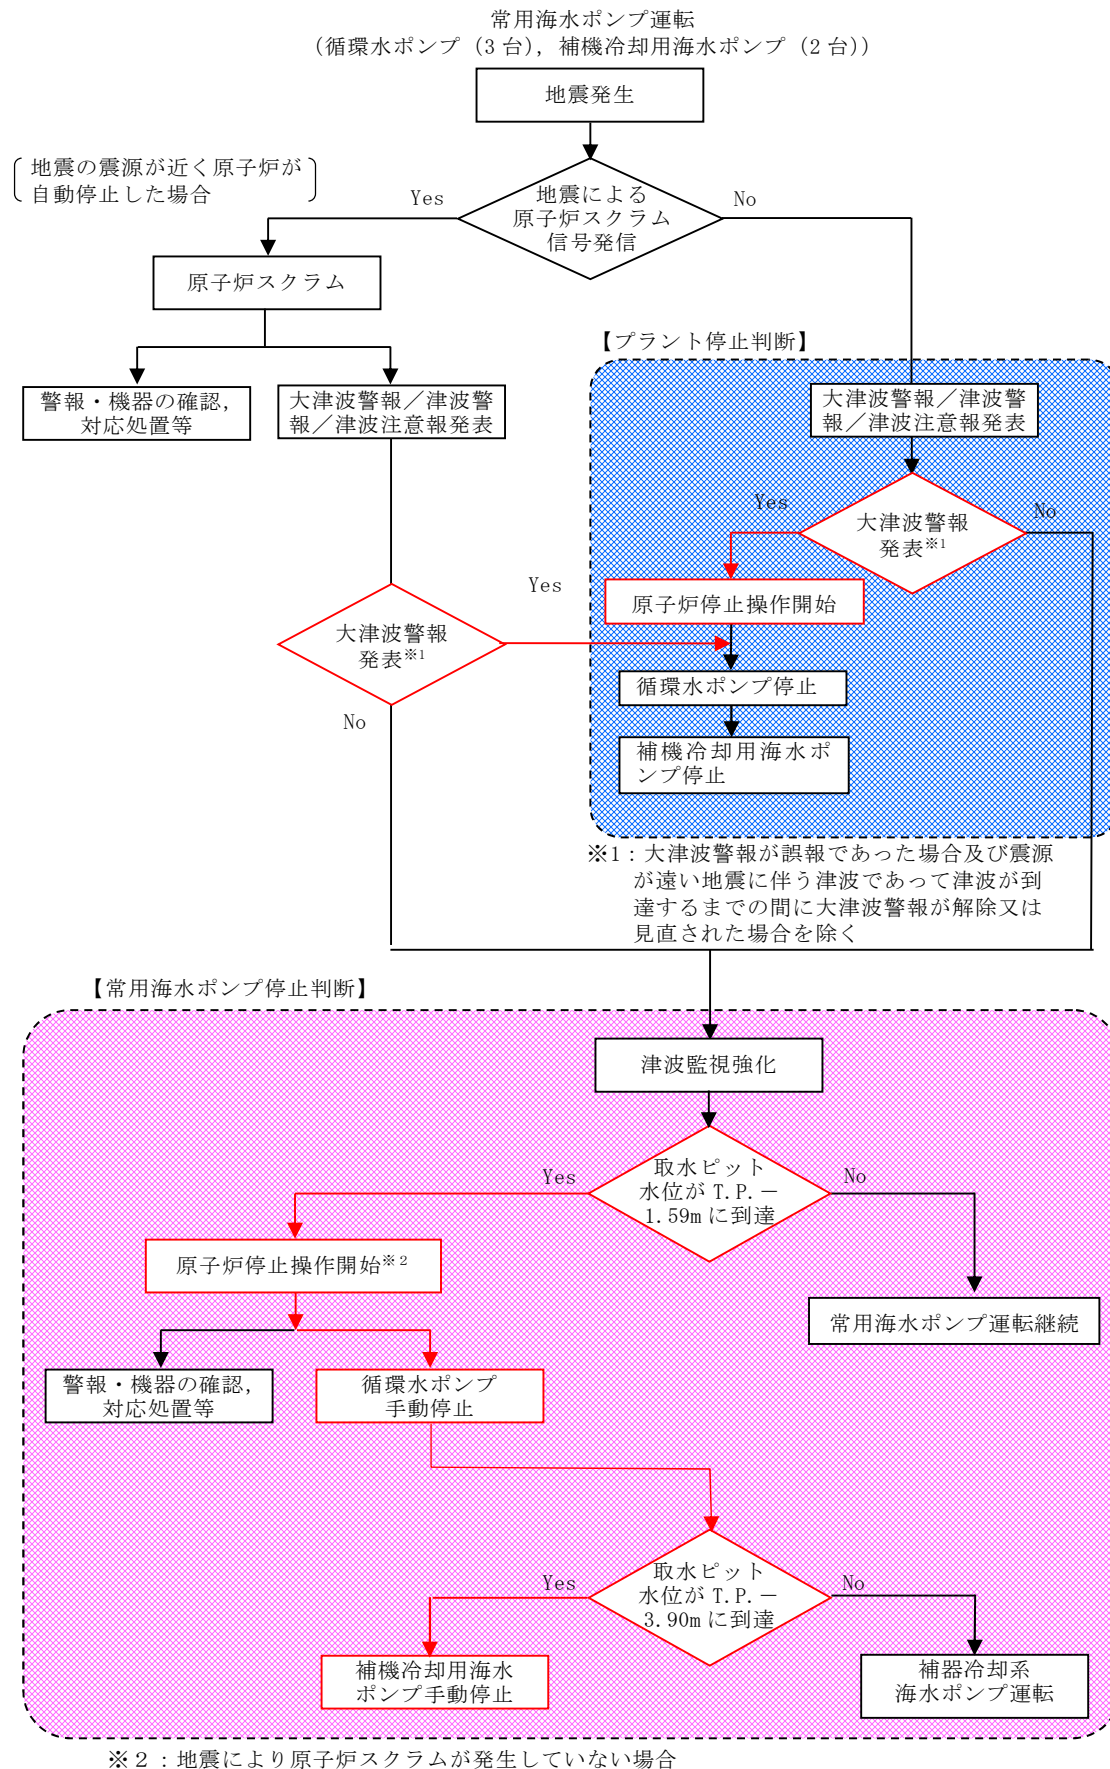 常用海水ポンプ運転
(循環水ポンプ(3台),補機冷却用海水ポンプ(2台))
地震発生
地震の震源が近く原子炉が
自動停止した場合
Yes
地震による
原子炉スクラム
信号発信
No
原子炉スクラム
【プラント停止判断】
警報・機器の確認,
対応処置等
大津波警報/津波警
報/津波注意報発表
大津波警報/津波警
報/津波注意報発表
Yes
大津波警報
発表※1
No
原子炉停止操作開始
Yes
大津波警報
発表※1
No
循環水ポンプ停止
補機冷却用海水ポ
ンプ停止
※1:大津波警報が誤報であった場合及び震源
が遠い地震に伴う津波であって津波が到
達するまでの間に大津波警報が解除又は
見直された場合を除く
【常用海水ポンプ停止判断】
津波監視強化
Yes
取水ピット
水位が T.P.-
1.59m に到達
No
原子炉停止操作開始※2
常用海水ポンプ運転継続
警報・機器の確認,
対応処置等
循環水ポンプ
手動停止
Yes
取水ピット
水位が T.P.-
3.90m に到達
No
補機冷却用海水
ポンプ手動停止
補器冷却系
海水ポンプ運転
※2:地震により原子炉スクラムが発生していない場合